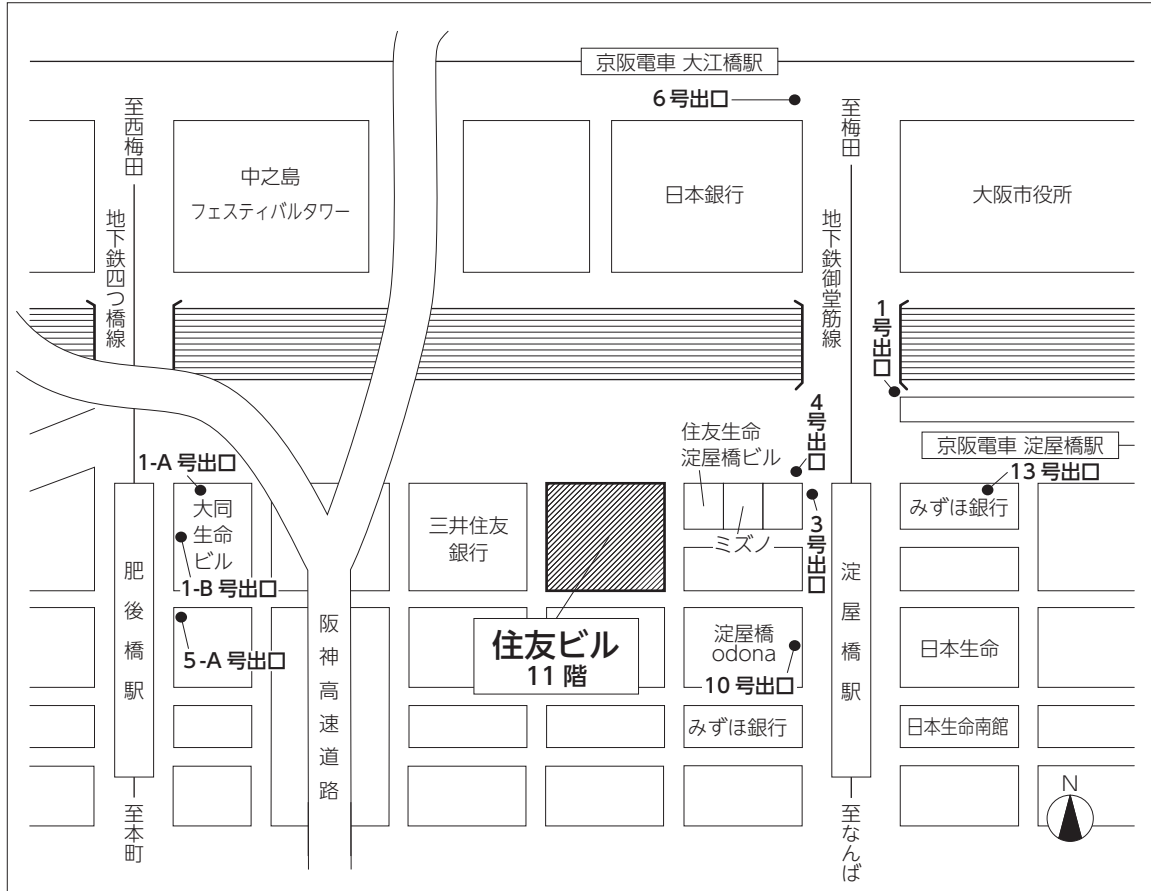 京阪電車 大江橋駅
6号出口
至西梅田
地下鉄四つ橋線
中之島
フェスティバルタワー
日本銀行
至梅田
地下鉄御堂筋線
大阪市役所
1号出口
4号出口
住友生命
淀屋橋ビル
京阪電車 淀屋橋駅
13号出口
みずほ銀行
1-A号出口
大同
生命
ビル
1-B号出口
三井住友
銀行
ミズノ
3号出口
肥後橋駅
5-A号出口
阪神高速道路
住友ビル
11階
淀屋橋
odona
10号出口
淀屋橋駅
日本生命
みずほ銀行
日本生命南館
至本町
至なんば
N